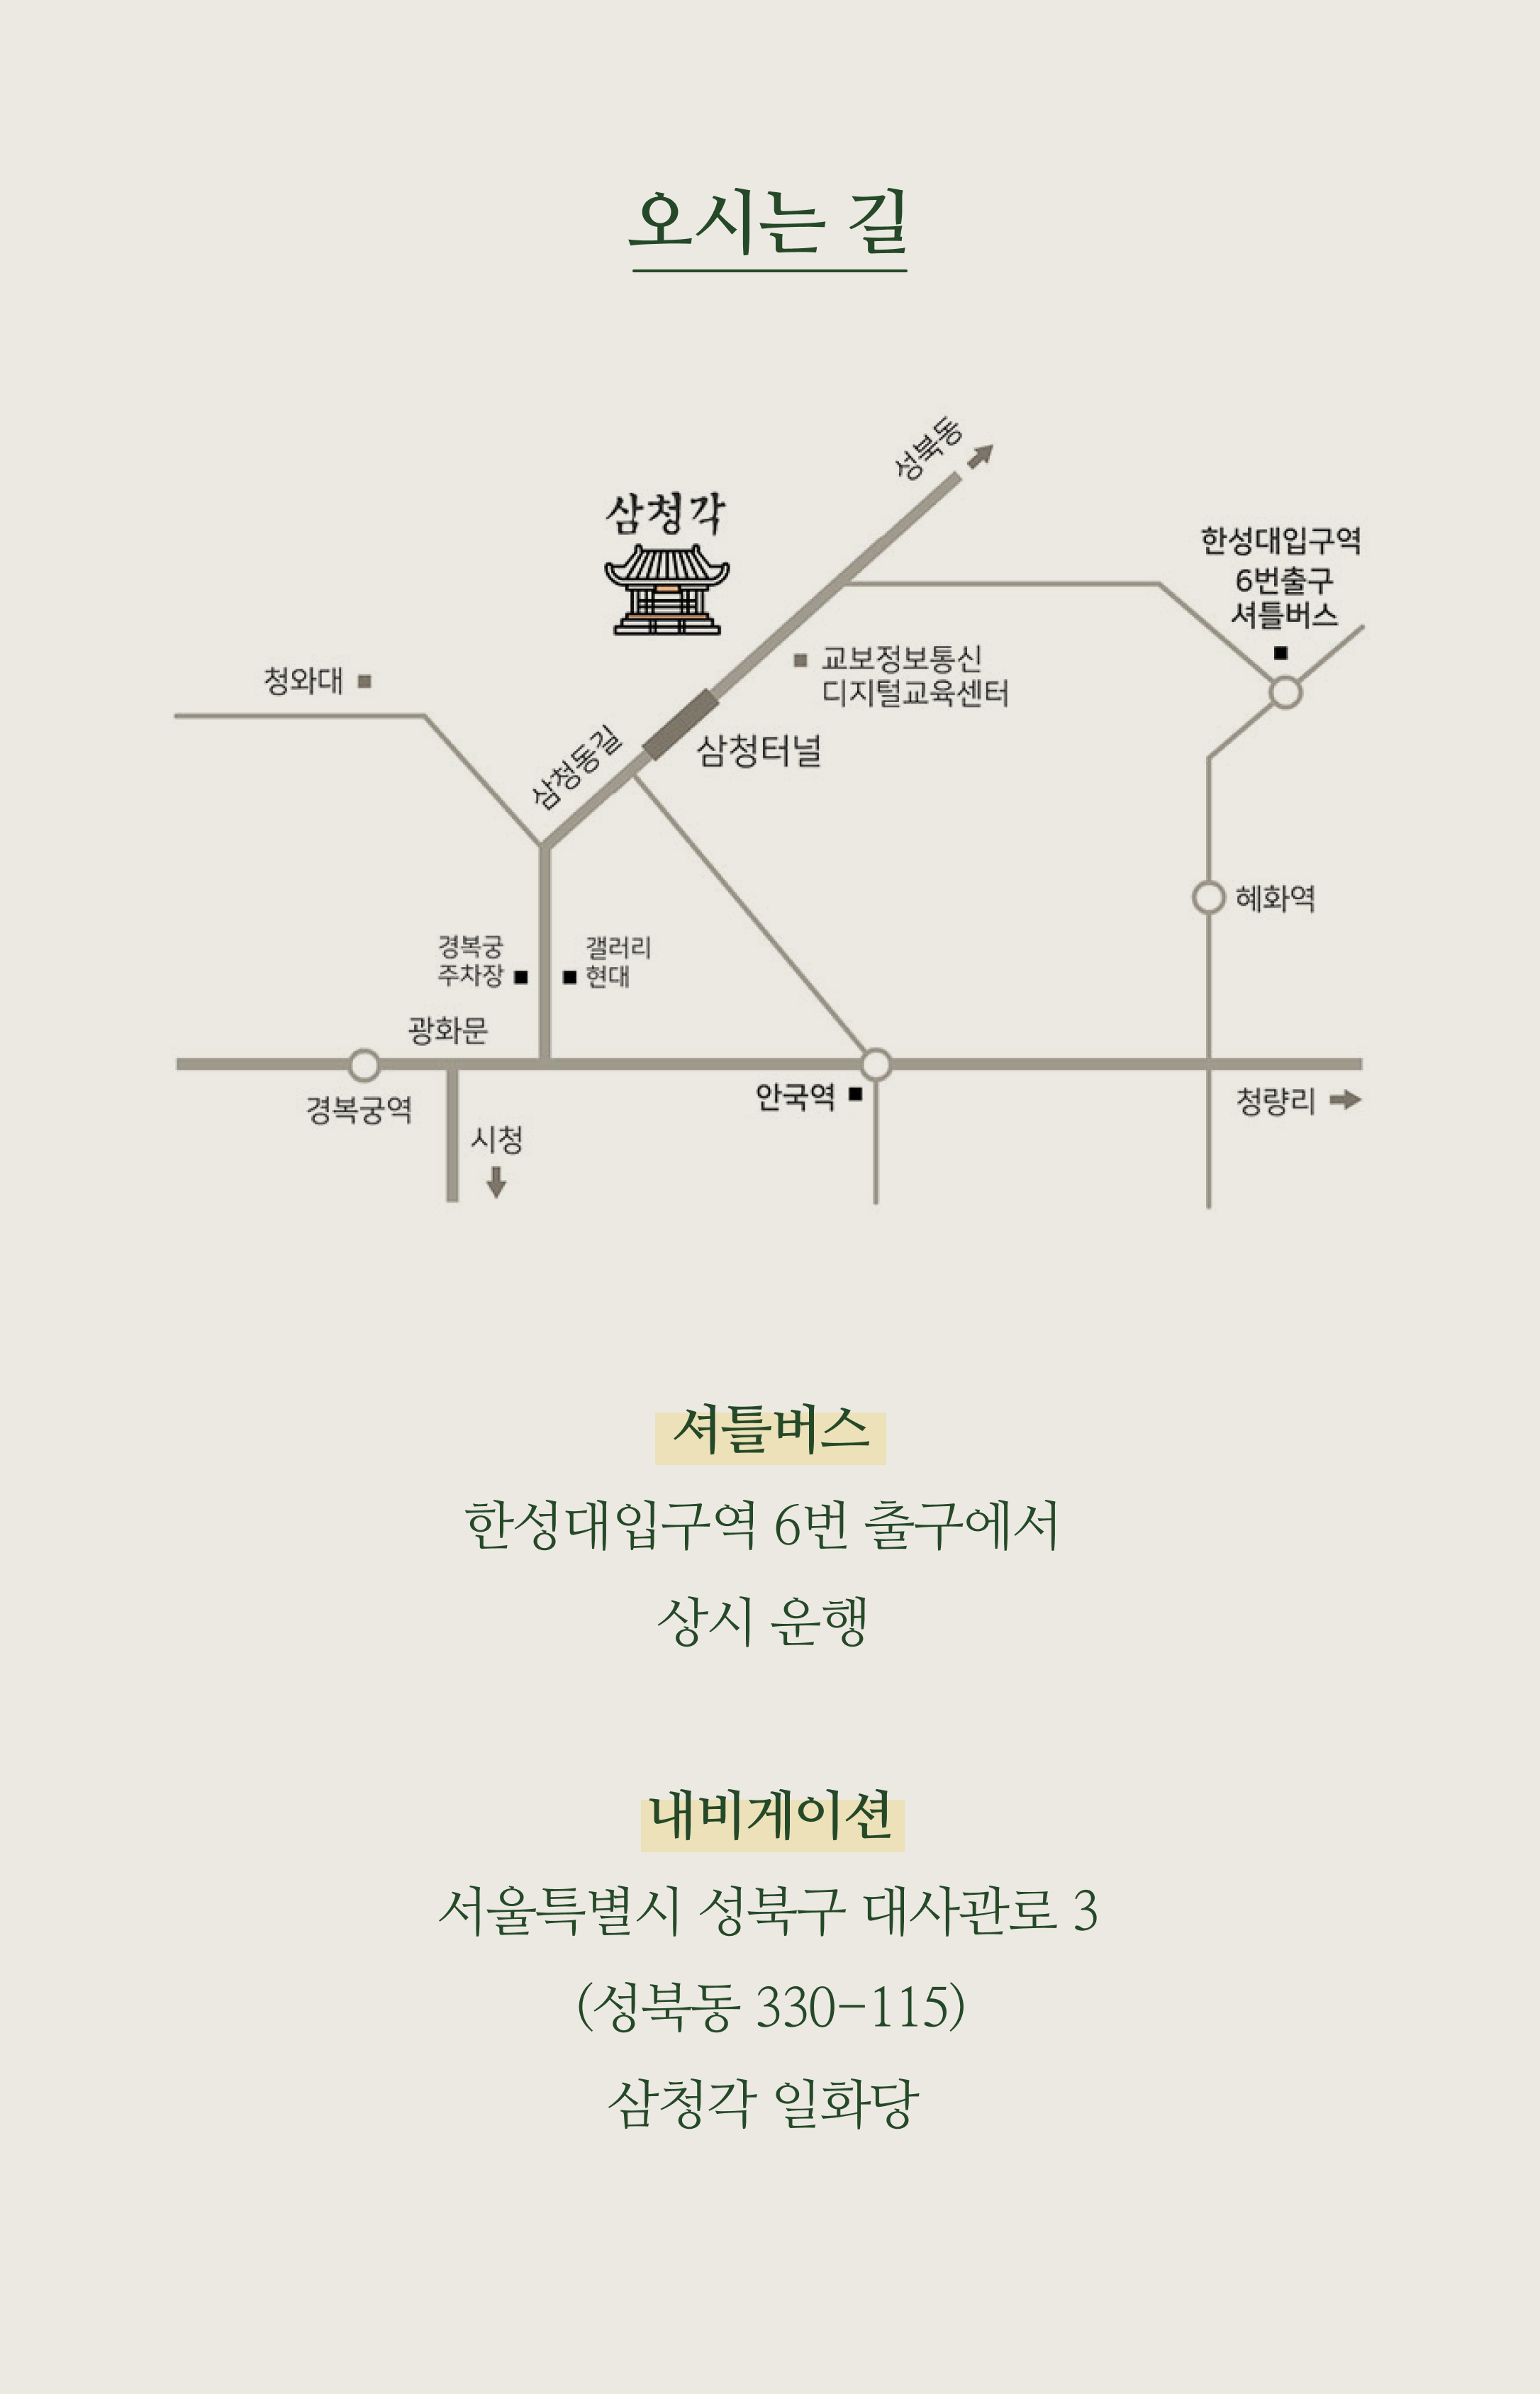 오시는 길
성북동
삼청각
한성대입구역
6번출구
셔틀버스
교보정보통신
디지털교육센터
청와대
삼청동길
삼청터널
혜화역
경복궁
주차장
갤러리
현대
광화문
경복궁역
안국역
청량리
시청
셔틀버스
한성대입구역 6번 출구에서
상시 운행
내비게이션
서울특별시 성북구 대사관로 3
(성북동 330-115)
삼청각 일화당